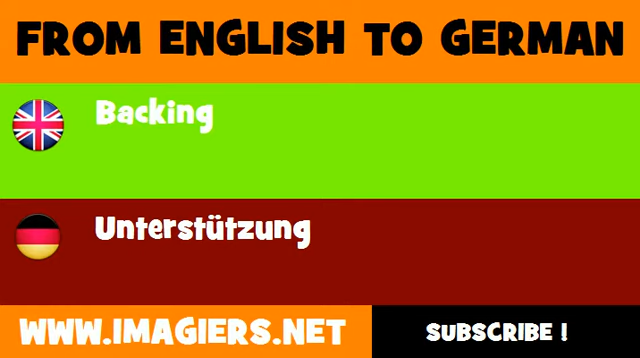 FROM ENGLISH TO GERMAN
Backing
Unterstützung
WWW.IMAGIERS.NET
SUBSCRIBE !